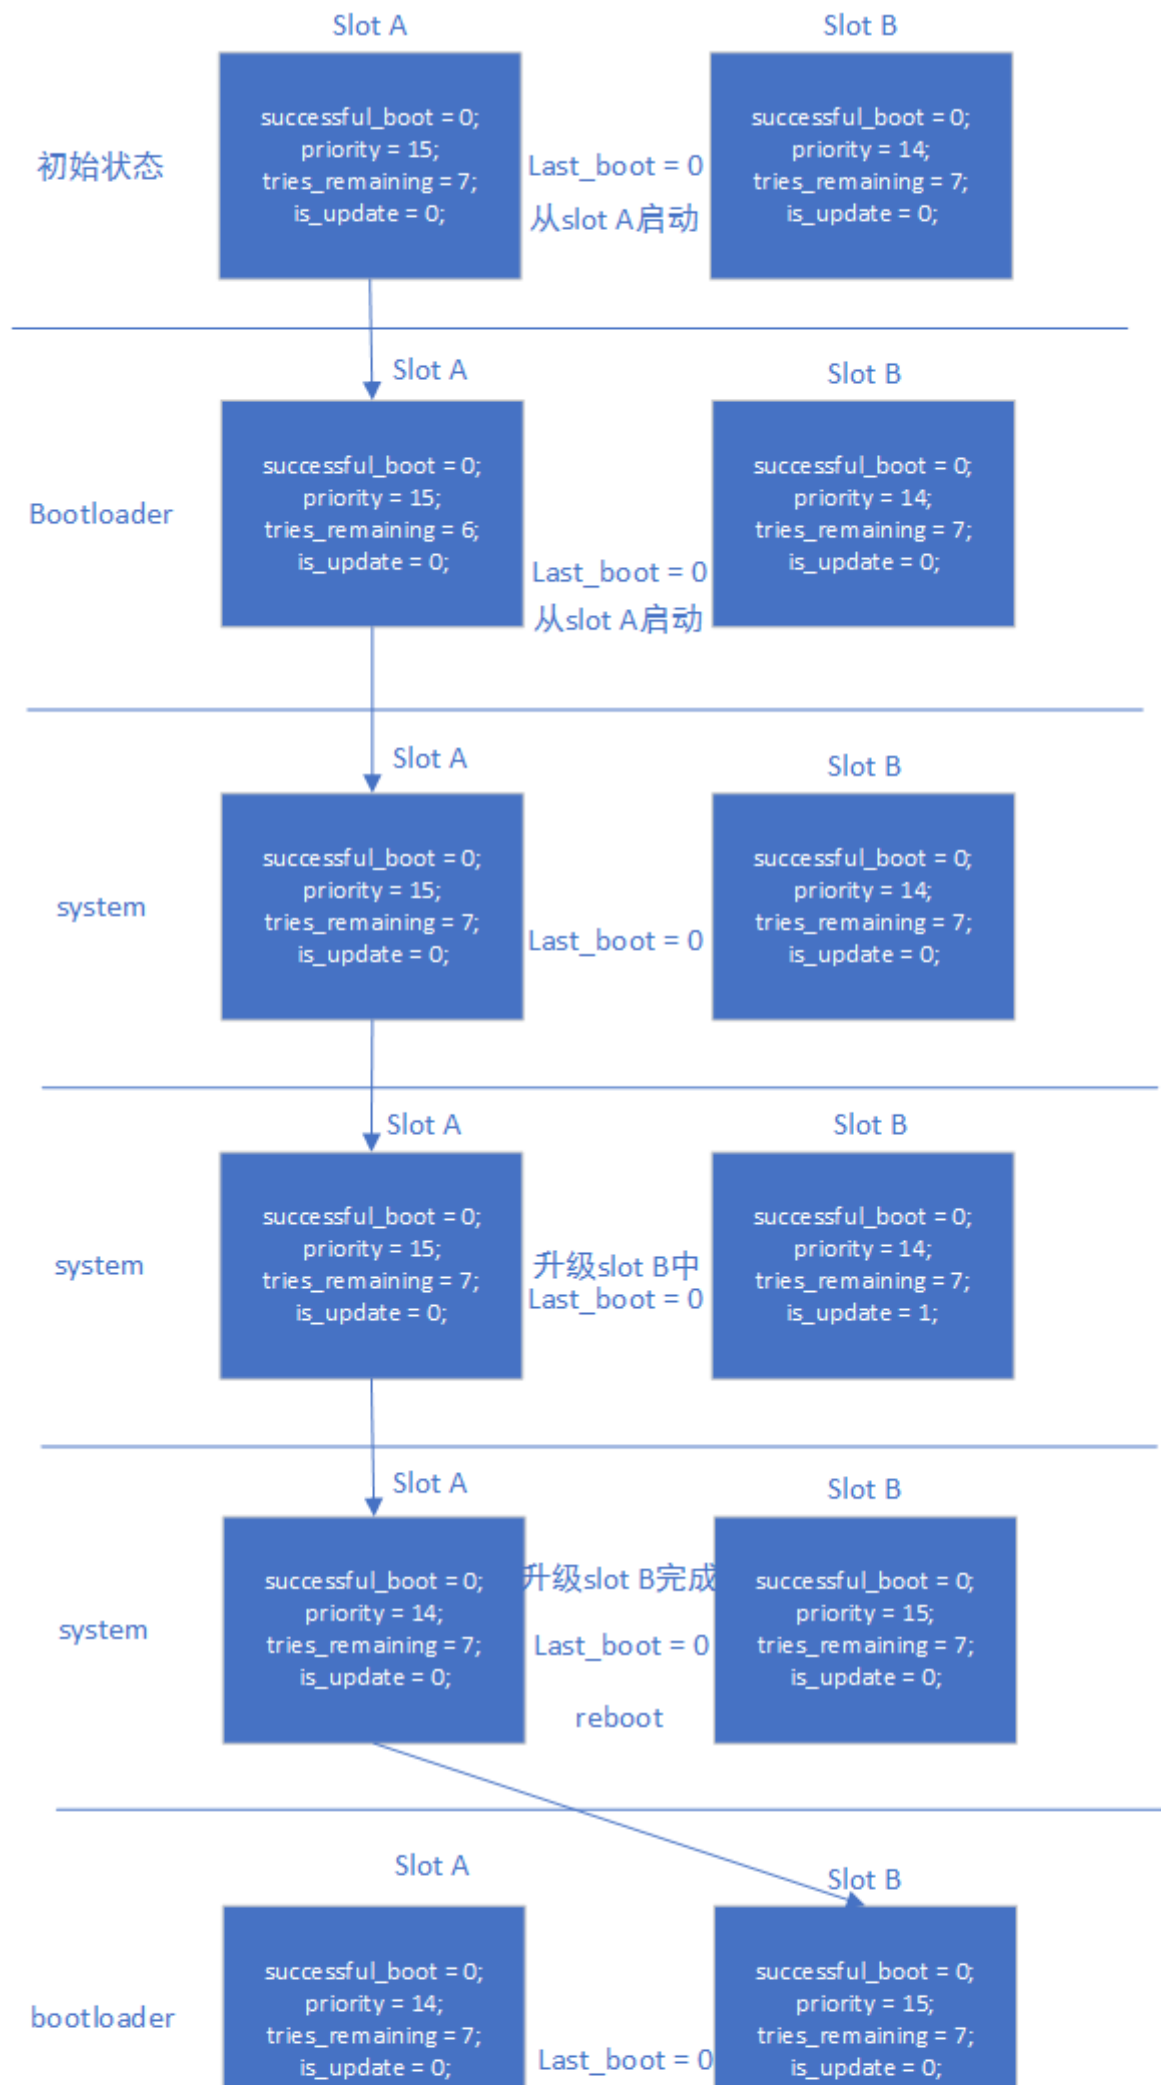 Slot A
Slot B
初始状态
successful_boot = 0;
priority = 15;
tries_remaining = 7;
is_update = 0;
Last_boot = 0
从slot A启动
successful_boot = 0;
priority = 14;
tries_remaining = 7;
is_update = 0;
Slot A
Slot B
Bootloader
successful_boot = 0;
priority = 15;
tries_remaining = 6;
is_update = 0;
Last_boot = 0
从slot A启动
successful_boot = 0;
priority = 14;
tries_remaining = 7;
is_update = 0;
Slot A
Slot B
system
successful_boot = 0;
priority = 15;
tries_remaining = 7;
is_update = 0;
Last_boot = 0
successful_boot = 0;
priority = 14;
tries_remaining = 7;
is_update = 0;
Slot A
Slot B
system
successful_boot = 0;
priority = 15;
tries_remaining = 7;
is_update = 0;
升级slot B中
Last_boot = 0
successful_boot = 0;
priority = 14;
tries_remaining = 7;
is_update = 1;
Slot A
Slot B
system
successful_boot = 0;
priority = 14;
tries_remaining = 7;
is_update = 0;
升级slot B完成
Last_boot = 0
reboot
successful_boot = 0;
priority = 15;
tries_remaining = 7;
is_update = 0;
Slot A
Slot B
bootloader
successful_boot = 0;
priority = 14;
tries_remaining = 7;
is_update = 0;
Last_boot = 0
successful_boot = 0;
priority = 15;
tries_remaining = 7;
is_update = 0;